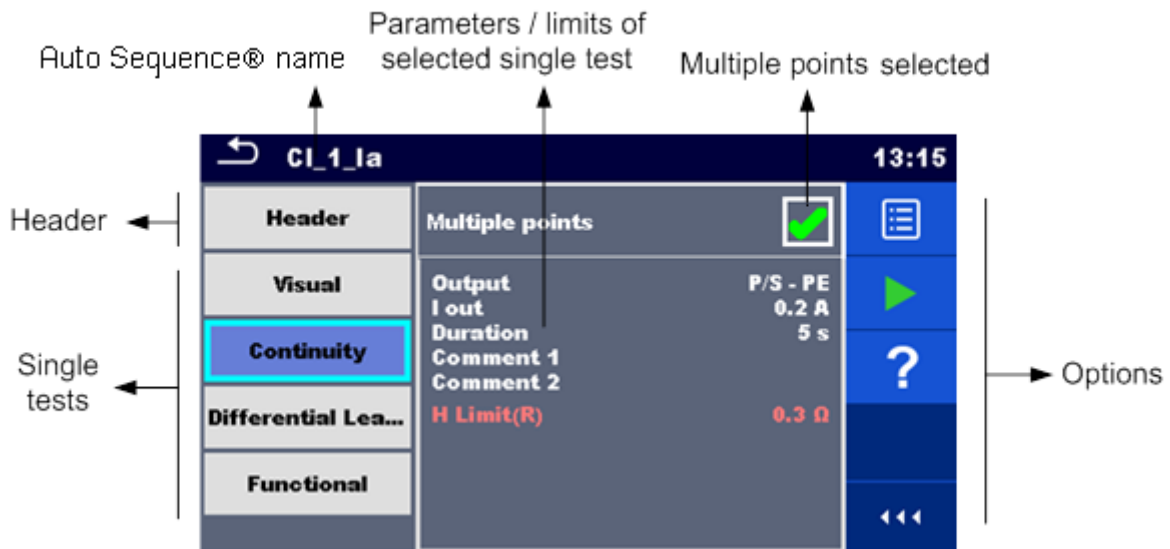 Auto Sequence® name
Parameters / limits of
selected single test
Multiple points selected
CI_1_Ia
13:15
Header
Single
tests
Header
Visual
Continuity
Differential Lea...
Functional
Multiple points
Output P/S - PE
I out 0.2 A
Duration 5 s
Comment 1
Comment 2
H Limit(R) 0.3 Ω
?
Options